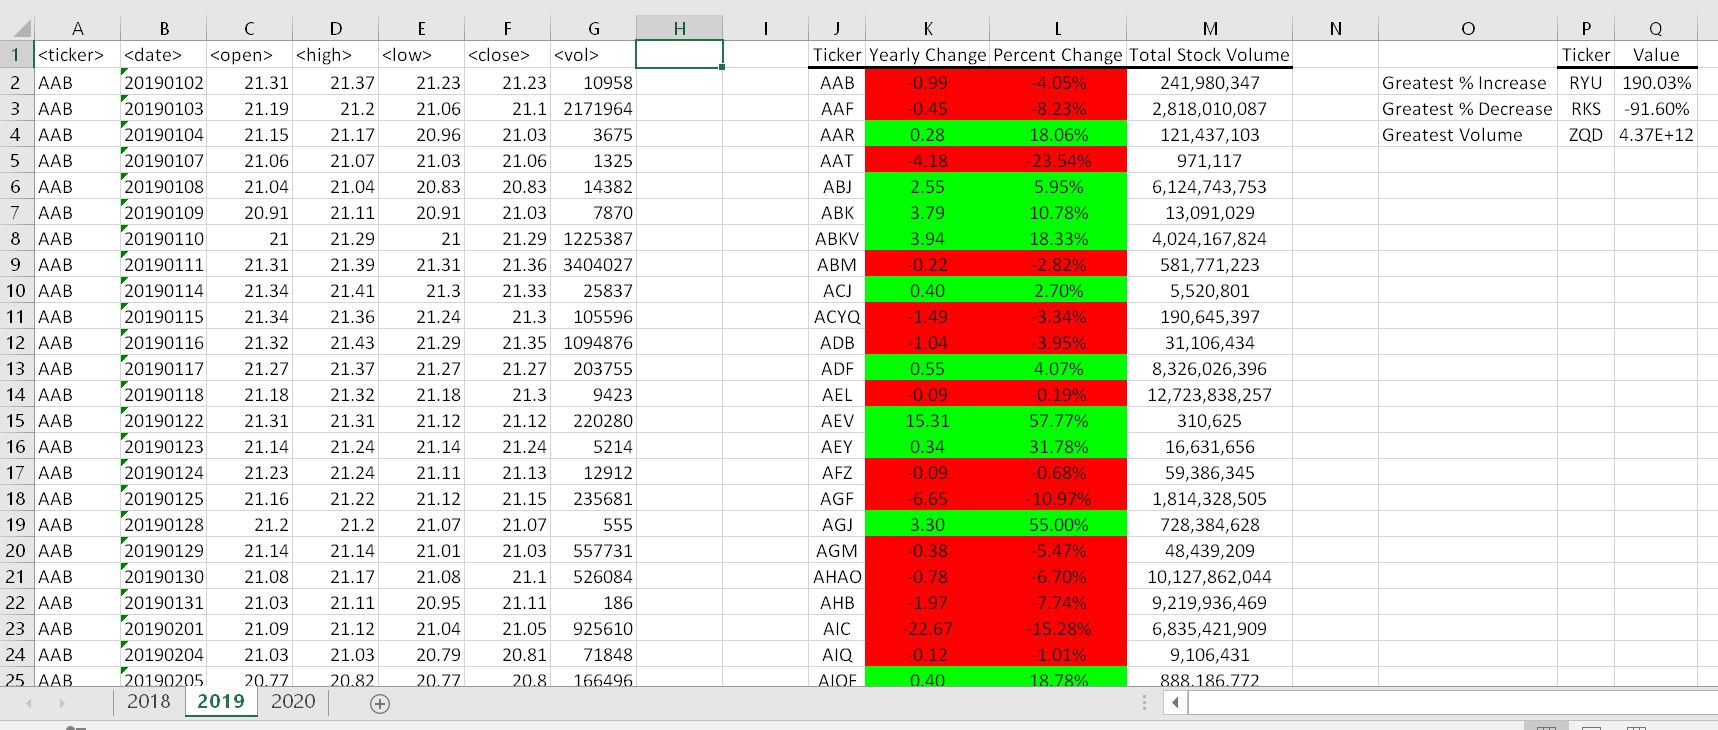 A B C D E F G H I J K L M N O P Q
1 <ticker> <date> <open> <high> <low> <close> <vol> Ticker Yearly Change Percent Change Total Stock Volume Ticker Value
2 AAB 20190102 21.31 21.37 21.23 21.23 10958 AAB -0.99 -4.05% 241,980,347 Greatest % Increase RYU 190.03%
3 AAB 20190103 21.19 21.2 21.06 21.1 2171964 AAF -0.45 -8.23% 2,818,010,087 Greatest % Decrease RKS -91.60%
4 AAB 20190104 21.15 21.17 20.96 21.03 3675 AAR 0.28 18.06% 121,437,103 Greatest Volume ZQD 4.37E+12
5 AAB 20190107 21.06 21.07 21.03 21.06 1325 AAT -4.18 -23.54% 971,117
6 AAB 20190108 21.04 21.04 20.83 20.83 14382 ABJ 2.55 5.95% 6,124,743,753
7 AAB 20190109 20.91 21.11 20.91 21.03 7870 ABK 3.79 10.78% 13,091,029
8 AAB 20190110 21 21.29 21 21.29 1225387 ABKV 3.94 18.33% 4,024,167,824
9 AAB 20190111 21.31 21.39 21.31 21.36 3404027 ABM -0.22 -2.82% 581,771,223
10 AAB 20190114 21.34 21.41 21.3 21.33 25837 ACJ 0.40 2.70% 5,520,801
11 AAB 20190115 21.34 21.36 21.24 21.3 105596 ACYQ -1.49 -3.34% 190,645,397
12 AAB 20190116 21.32 21.43 21.29 21.35 1094876 ADB -1.04 -3.95% 31,106,434
13 AAB 20190117 21.27 21.37 21.27 21.27 203755 ADF 0.55 4.07% 8,326,026,396
14 AAB 20190118 21.18 21.32 21.18 21.3 9423 AEL -0.09 -0.19% 12,723,838,257
15 AAB 20190122 21.31 21.31 21.12 21.12 220280 AEV 15.31 57.77% 310,625
16 AAB 20190123 21.14 21.24 21.14 21.24 5214 AEY 0.34 31.78% 16,631,656
17 AAB 20190124 21.23 21.24 21.11 21.13 12912 AFZ -0.09 -0.68% 59,386,345
18 AAB 20190125 21.16 21.22 21.12 21.15 235681 AGF -6.65 -10.97% 1,814,328,505
19 AAB 20190128 21.2 21.2 21.07 21.07 555 AGJ 3.30 55.00% 728,384,628
20 AAB 20190129 21.14 21.14 21.01 21.03 557731 AGM -0.38 -5.47% 48,439,209
21 AAB 20190130 21.08 21.17 21.08 21.1 526084 AHAO -0.78 -6.70% 10,127,862,044
22 AAB 20190131 21.03 21.11 20.95 21.11 186 AHB -1.97 -7.74% 9,219,936,469
23 AAB 20190201 21.09 21.12 21.04 21.05 925610 AIC -22.67 -15.28% 6,835,421,909
24 AAB 20190204 21.03 21.03 20.79 20.81 71848 AIQ -0.12 -1.01% 9,106,431
25 AAB 20190205 20.77 20.82 20.77 20.8 166496 AIOF 0.40 18.78% 888,186,772
2018 2019 2020